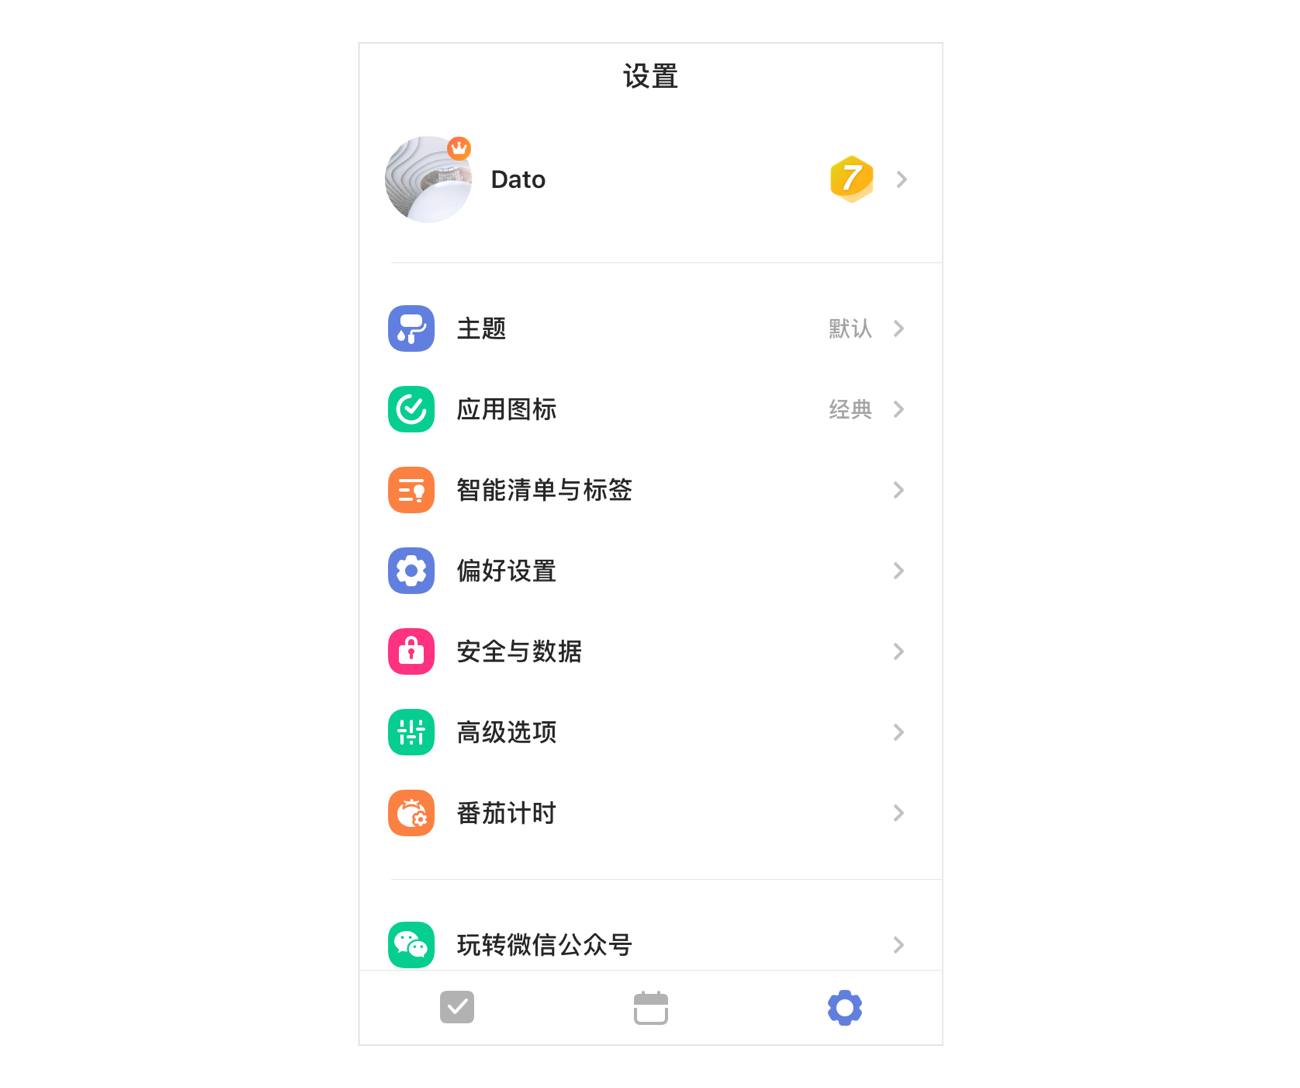 设置
Dato
7
主题
默认
应用图标
经典
智能清单与标签
偏好设置
安全与数据
高级选项
番茄计时
玩转微信公众号